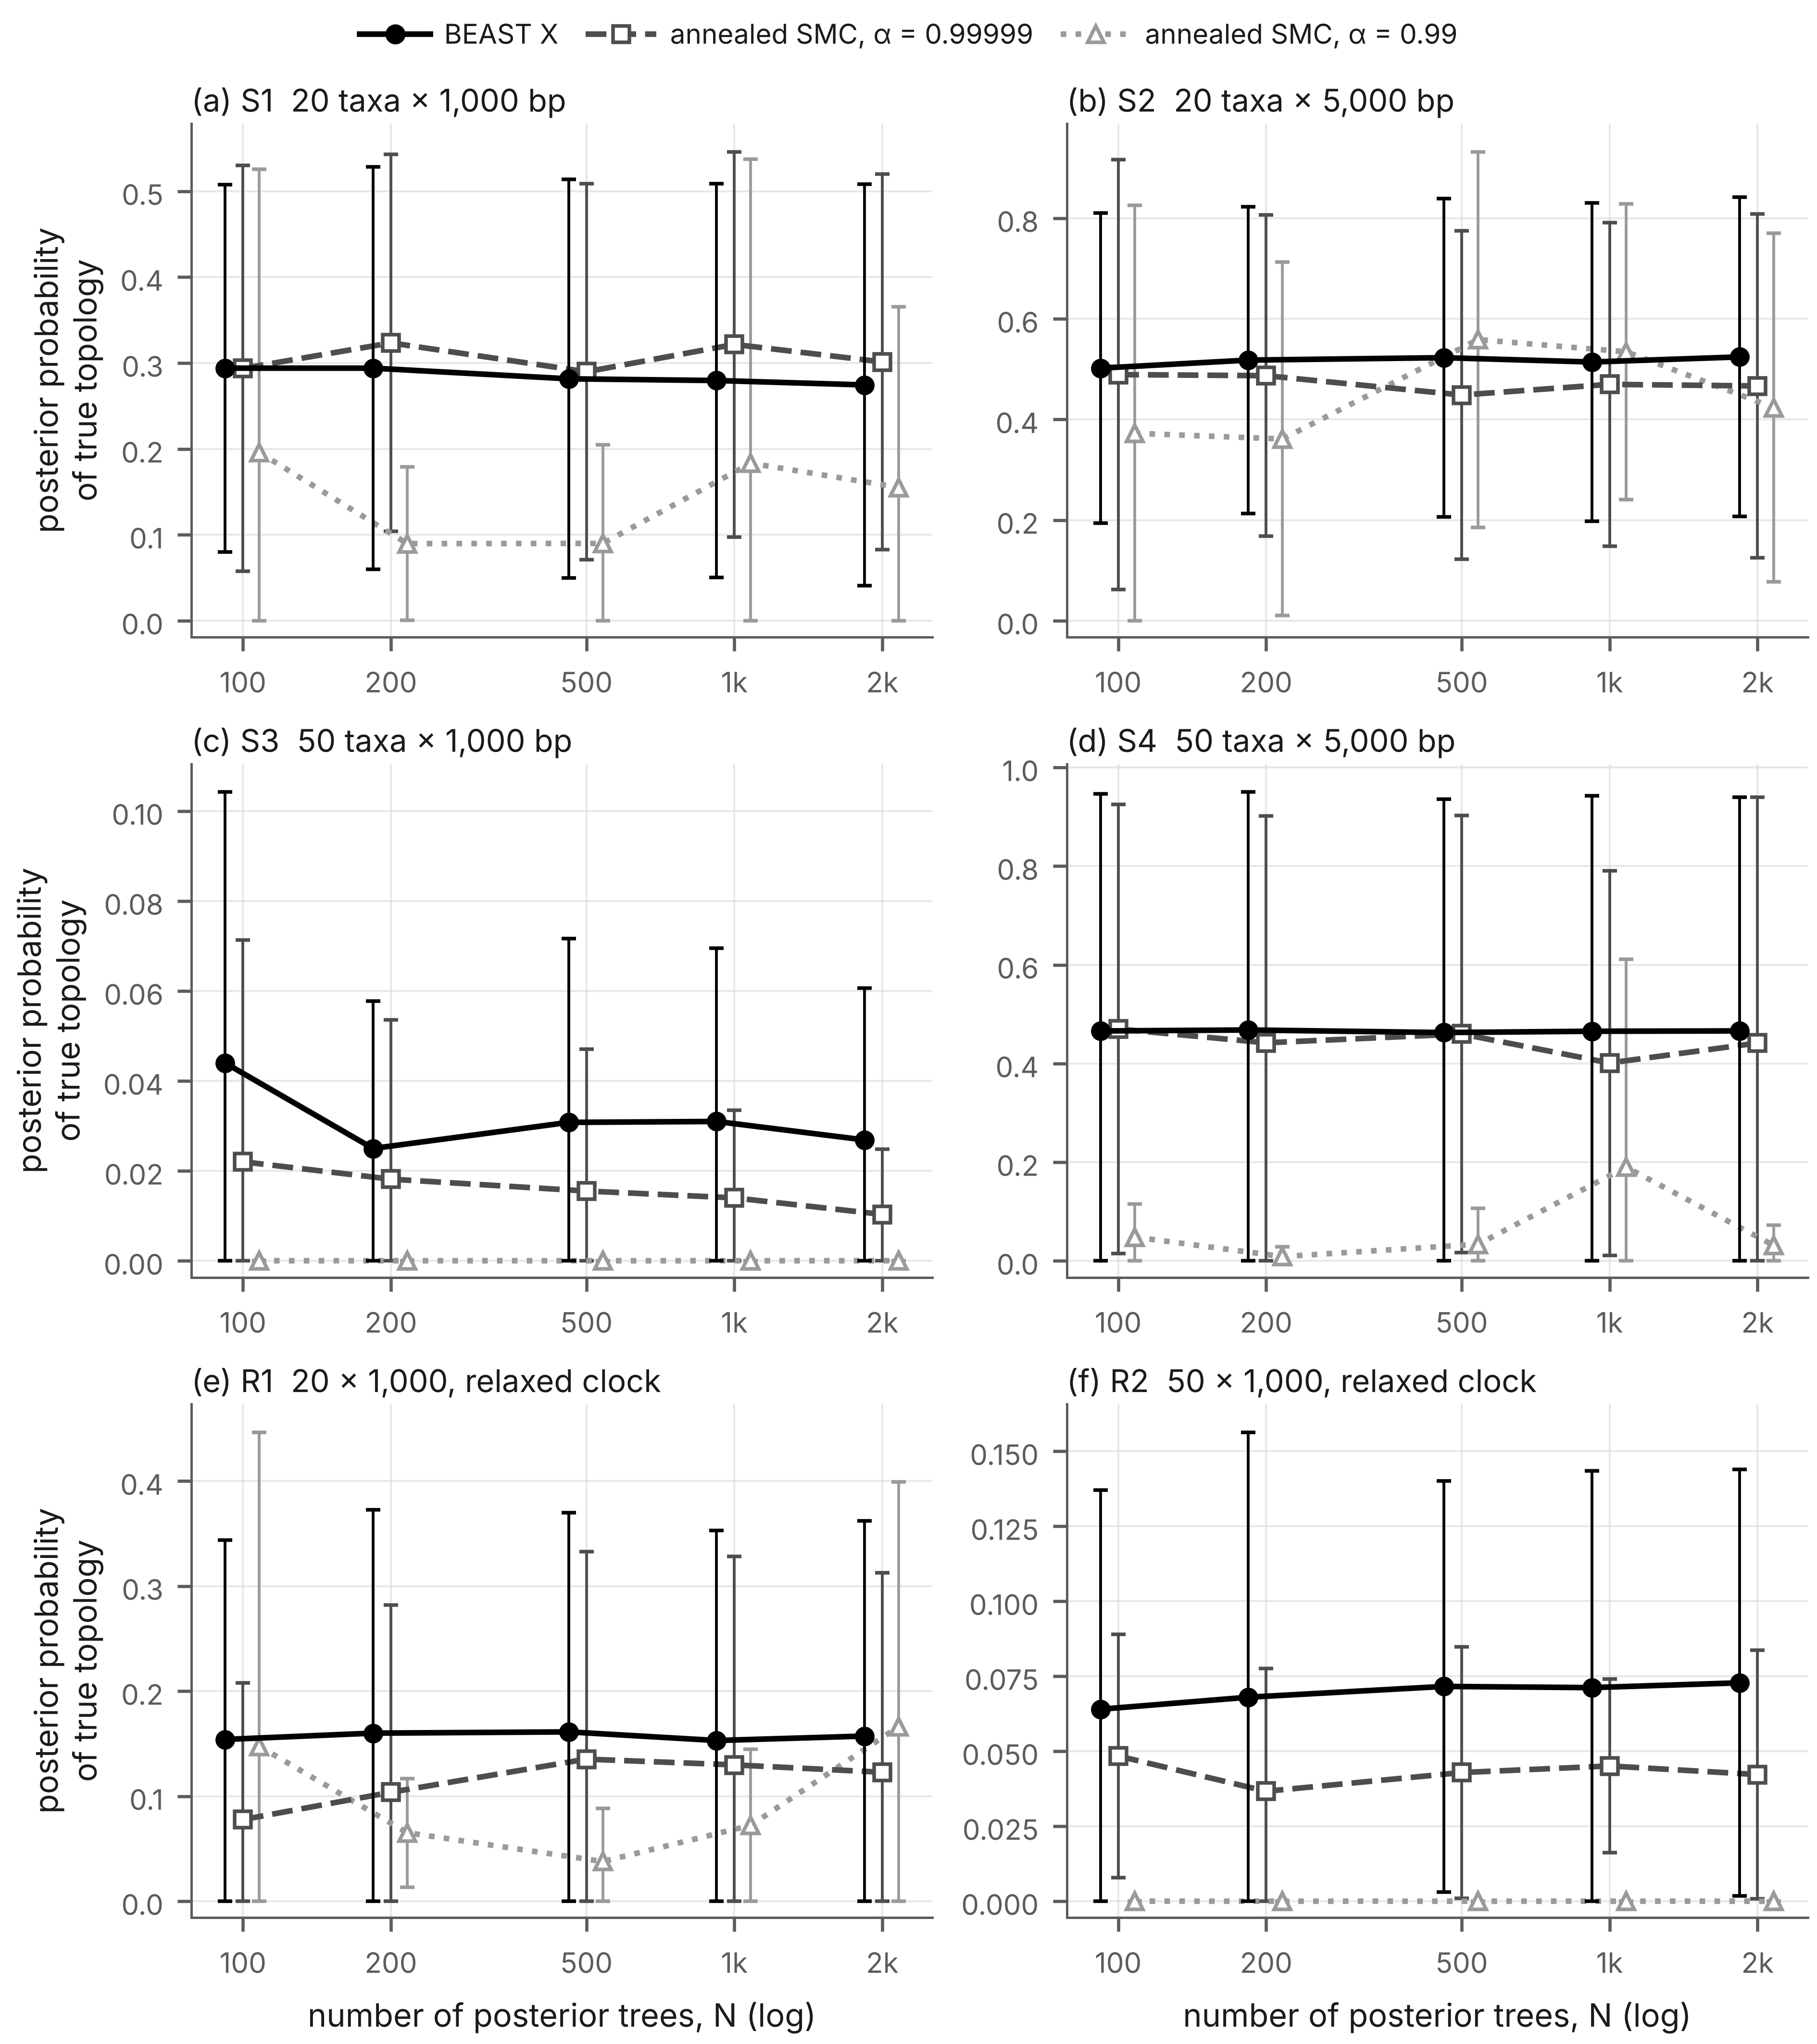 BEAST X annealed SMC, α = 0.99999 annealed SMC, α = 0.99
(a) S1 20 taxa × 1,000 bp
posterior probability
of true topology
0.5
0.4
0.3
0.2
0.1
0.0
100 200 500 1k 2k
(b) S2 20 taxa × 5,000 bp
0.8
0.6
0.4
0.2
0.0
100 200 500 1k 2k
(c) S3 50 taxa × 1,000 bp
posterior probability
of true topology
0.10
0.08
0.06
0.04
0.02
0.00
100 200 500 1k 2k
(d) S4 50 taxa × 5,000 bp
1.0
0.8
0.6
0.4
0.2
0.0
100 200 500 1k 2k
(e) R1 20 × 1,000, relaxed clock
posterior probability
of true topology
0.4
0.3
0.2
0.1
0.0
100 200 500 1k 2k
number of posterior trees, N (log)
(f) R2 50 × 1,000, relaxed clock
0.150
0.125
0.100
0.075
0.050
0.025
0.000
100 200 500 1k 2k
number of posterior trees, N (log)